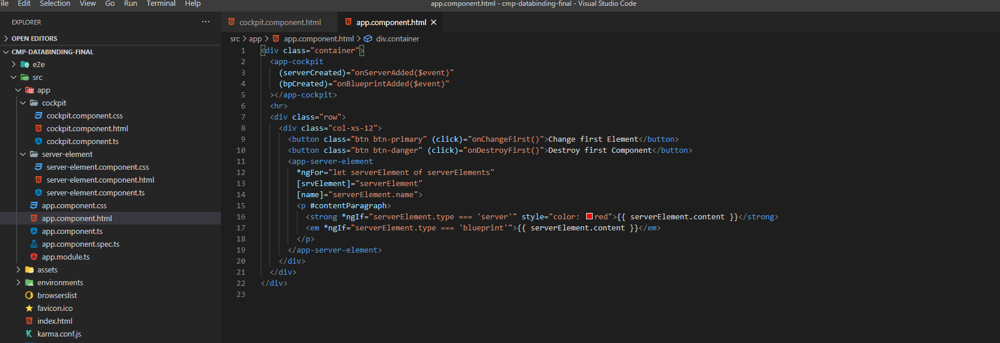 File Edit Selection View Go Run Terminal Help
app.component.html - cmp-databinding-final - Visual Studio Code
EXPLORER
OPEN EDITORS
CMP-DATABINDING-FINAL
e2e
src
app
cockpit
cockpit.component.css
cockpit.component.html
cockpit.component.ts
server-element
server-element.component.css
server-element.component.html
server-element.component.ts
app.component.css
app.component.html
app.component.ts
app.component.spec.ts
app.module.ts
assets
environments
browserslist
favicon.ico
index.html
karma.conf.js
cockpit.component.html app.component.html
src > app > app.component.html > div.container
1 <div class="container">
2 <app-cockpit
3 (serverCreated)="onServerAdded($event)"
4 (bpCreated)="onBlueprintAdded($event)"
5 ></app-cockpit>
6 <hr>
7 <div class="row">
8 <div class="col-xs-12">
9 <button class="btn btn-primary" (click)="onChangeFirst()">Change first Element</button>
10 <button class="btn btn-danger" (click)="onDestroyFirst()">Destroy first Component</button>
11 <app-server-element
12 *ngFor="let serverElement of serverElements"
13 [srvElement]="serverElement"
14 [name]="serverElement.name">
15 <p #contentParagraph>
16 <strong *ngIf="serverElement.type === 'server'" style="color: red">{{ serverElement.content }}</strong>
17 <em *ngIf="serverElement.type === 'blueprint'">{{ serverElement.content }}</em>
18 </p>
19 </app-server-element>
20 </div>
21 </div>
22 </div>
23